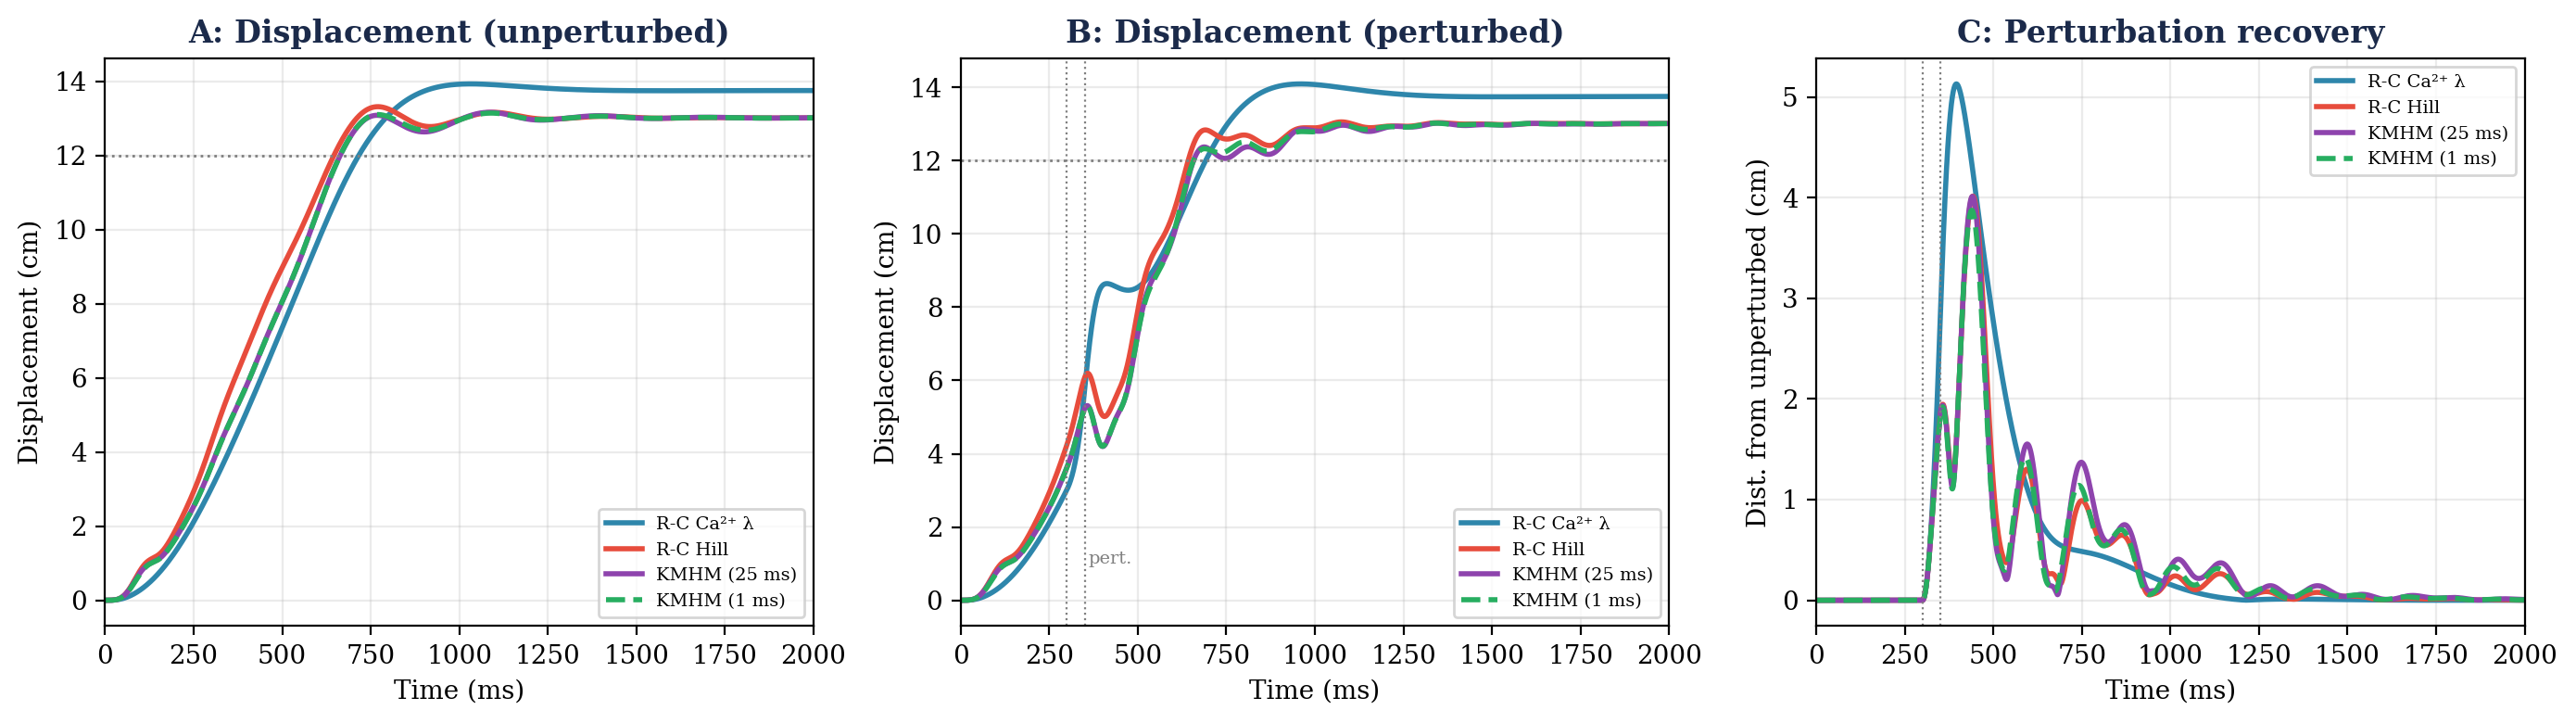 A: Displacement (unperturbed)
Displacement (cm)
14
12
10
8
6
4
2
0
0 250 500 750 1000 1250 1500 1750 2000
Time (ms)
R-C Ca²⁺ λ
R-C Hill
KMHM (25 ms)
KMHM (1 ms)
B: Displacement (perturbed)
Displacement (cm)
14
12
10
8
6
4
2
0
pert.
0 250 500 750 1000 1250 1500 1750 2000
Time (ms)
R-C Ca²⁺ λ
R-C Hill
KMHM (25 ms)
KMHM (1 ms)
C: Perturbation recovery
Dist. from unperturbed (cm)
5
4
3
2
1
0
0 250 500 750 1000 1250 1500 1750 2000
Time (ms)
R-C Ca²⁺ λ
R-C Hill
KMHM (25 ms)
KMHM (1 ms)